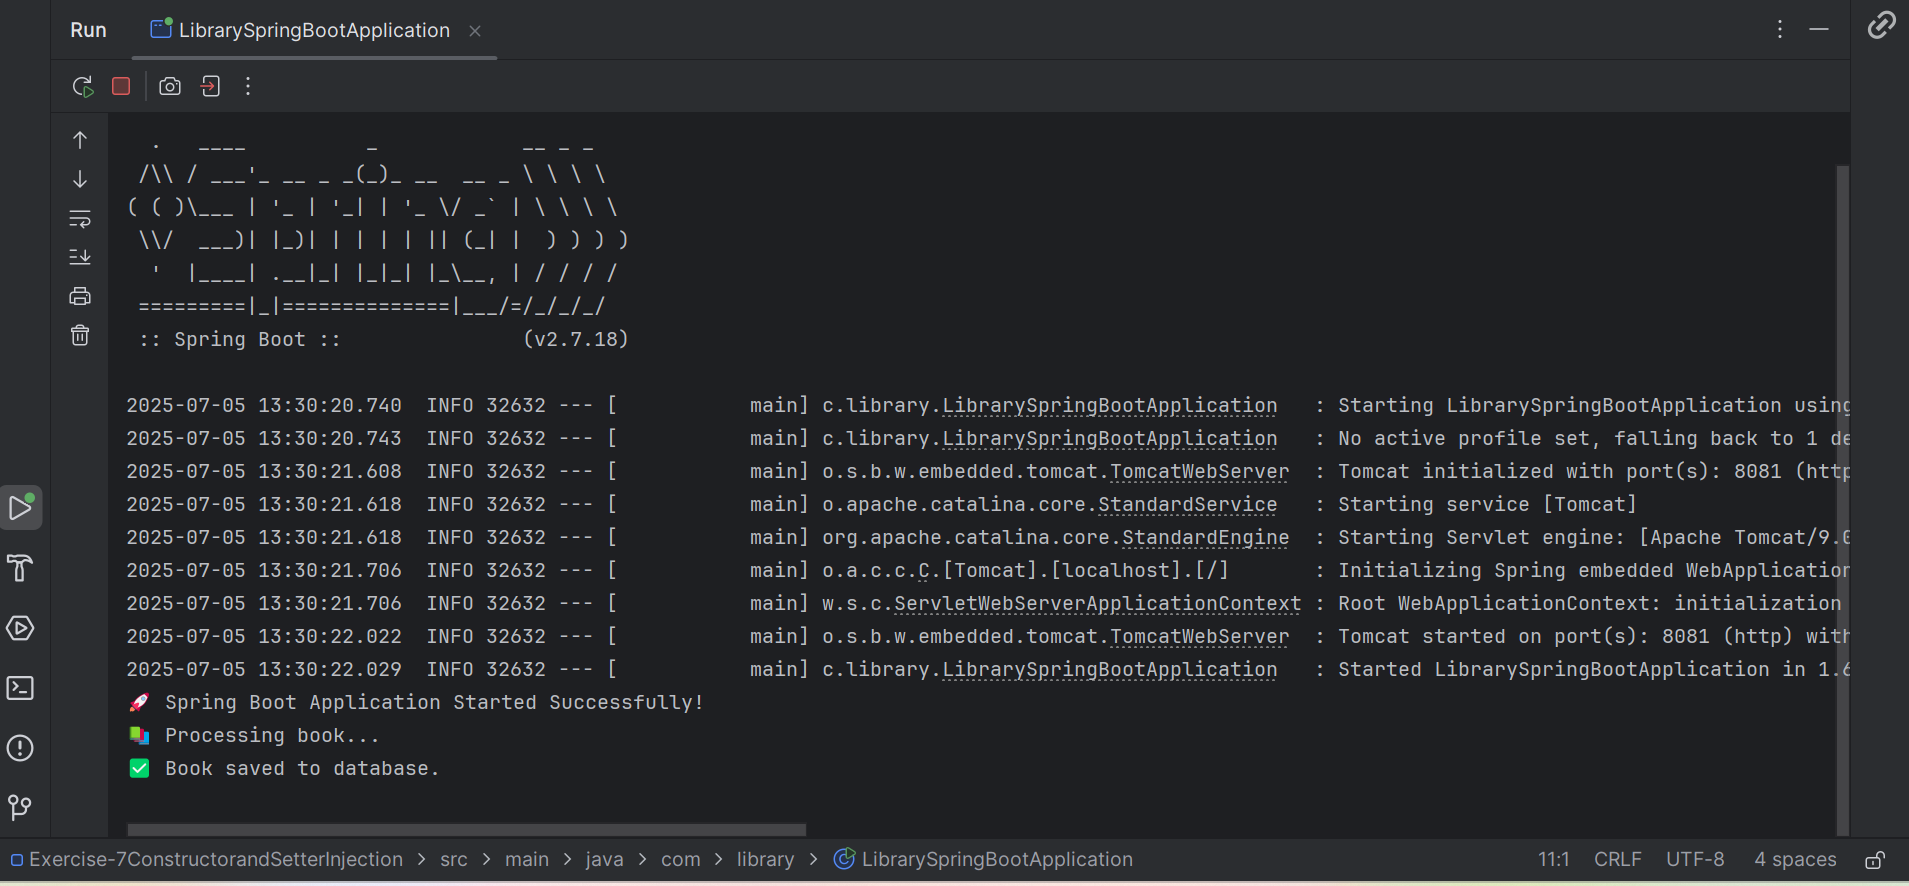 Run LibrarySpringBootApplication
  .   ____          _            __ _ _
 /\\ / ___'_ __ _ _(_)_ __  __ _ \ \ \ \
( ( )\___ | '_ | '_| | '_ \/ _` | \ \ \ \
 \\/  ___)| |_)| | | | | || (_| |  ) ) ) )
  '  |____| .__|_| |_|_| |_\__, | / / / /
 =========|_|==============|___/=/_/_/_/
 :: Spring Boot ::               (v2.7.18)
2025-07-05 13:30:20.740  INFO 32632 --- [           main] c.library.LibrarySpringBootApplication   : Starting LibrarySpringBootApplication using
2025-07-05 13:30:20.743  INFO 32632 --- [           main] c.library.LibrarySpringBootApplication   : No active profile set, falling back to 1 de
2025-07-05 13:30:21.608  INFO 32632 --- [           main] o.s.b.w.embedded.tomcat.TomcatWebServer  : Tomcat initialized with port(s): 8081 (http
2025-07-05 13:30:21.618  INFO 32632 --- [           main] o.apache.catalina.core.StandardService   : Starting service [Tomcat]
2025-07-05 13:30:21.618  INFO 32632 --- [           main] org.apache.catalina.core.StandardEngine  : Starting Servlet engine: [Apache Tomcat/9.0
2025-07-05 13:30:21.706  INFO 32632 --- [           main] o.a.c.c.C.[Tomcat].[localhost].[/]       : Initializing Spring embedded WebApplication
2025-07-05 13:30:21.706  INFO 32632 --- [           main] w.s.c.ServletWebServerApplicationContext : Root WebApplicationContext: initialization
2025-07-05 13:30:22.022  INFO 32632 --- [           main] o.s.b.w.embedded.tomcat.TomcatWebServer  : Tomcat started on port(s): 8081 (http) with
2025-07-05 13:30:22.029  INFO 32632 --- [           main] c.library.LibrarySpringBootApplication   : Started LibrarySpringBootApplication in 1.6
🚀 Spring Boot Application Started Successfully!
📚 Processing book...
✅ Book saved to database.
Exercise-7ConstructorandSetterInjection > src > main > java > com > library > LibrarySpringBootApplication 11:1 CRLF UTF-8 4 spaces